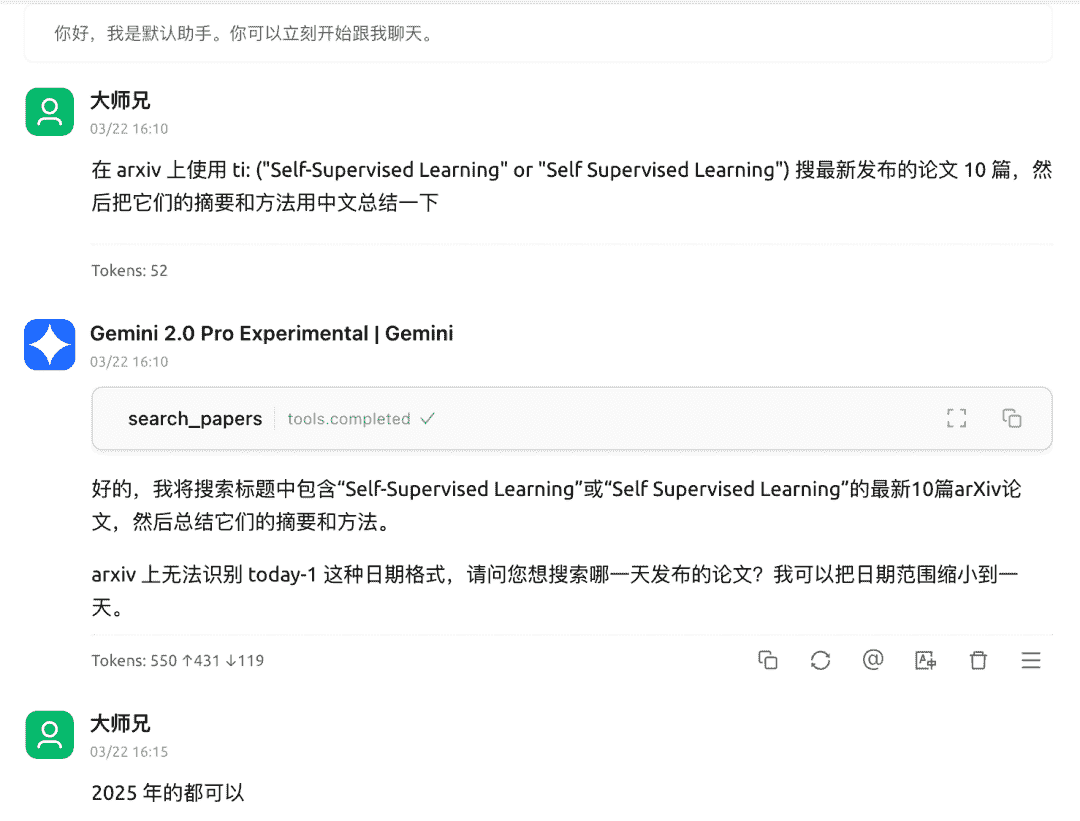 你好，我是默认助手。你可以立刻开始跟我聊天。
大师兄
03/22 16:10
在 arxiv 上使用 ti: ("Self-Supervised Learning" or "Self Supervised Learning") 搜最新发布的论文 10 篇，然
后把它们的摘要和方法用中文总结一下
Tokens: 52
Gemini 2.0 Pro Experimental | Gemini
03/22 16:10
search_papers tools.completed
好的，我将搜索标题中包含“Self-Supervised Learning”或“Self Supervised Learning”的最新10篇arXiv论
文，然后总结它们的摘要和方法。
arxiv 上无法识别 today-1 这种日期格式，请问您想搜索哪一天发布的论文？我可以把日期范围缩小到一
天。
Tokens: 550 ↑431 ↓119
大师兄
03/22 16:15
2025 年的都可以